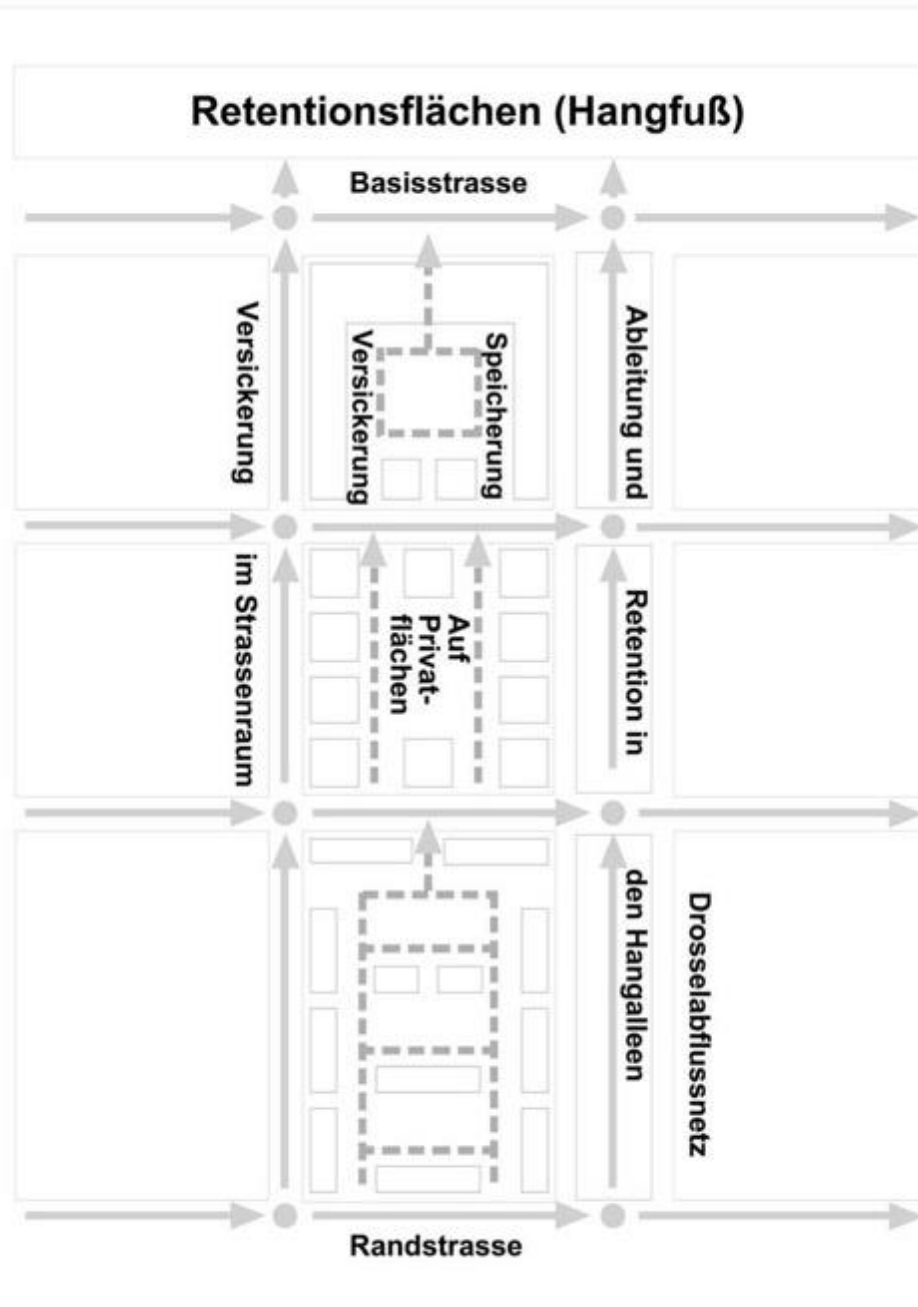 Retentionsflächen (Hangfuß)
Basisstrasse
Versickerung
im Strassenraum
Versickerung
Speicherung
Auf
Privat-
flächen
Ableitung und
Retention in
den Hangalleen
Drosselabflussnetz
Randstrasse